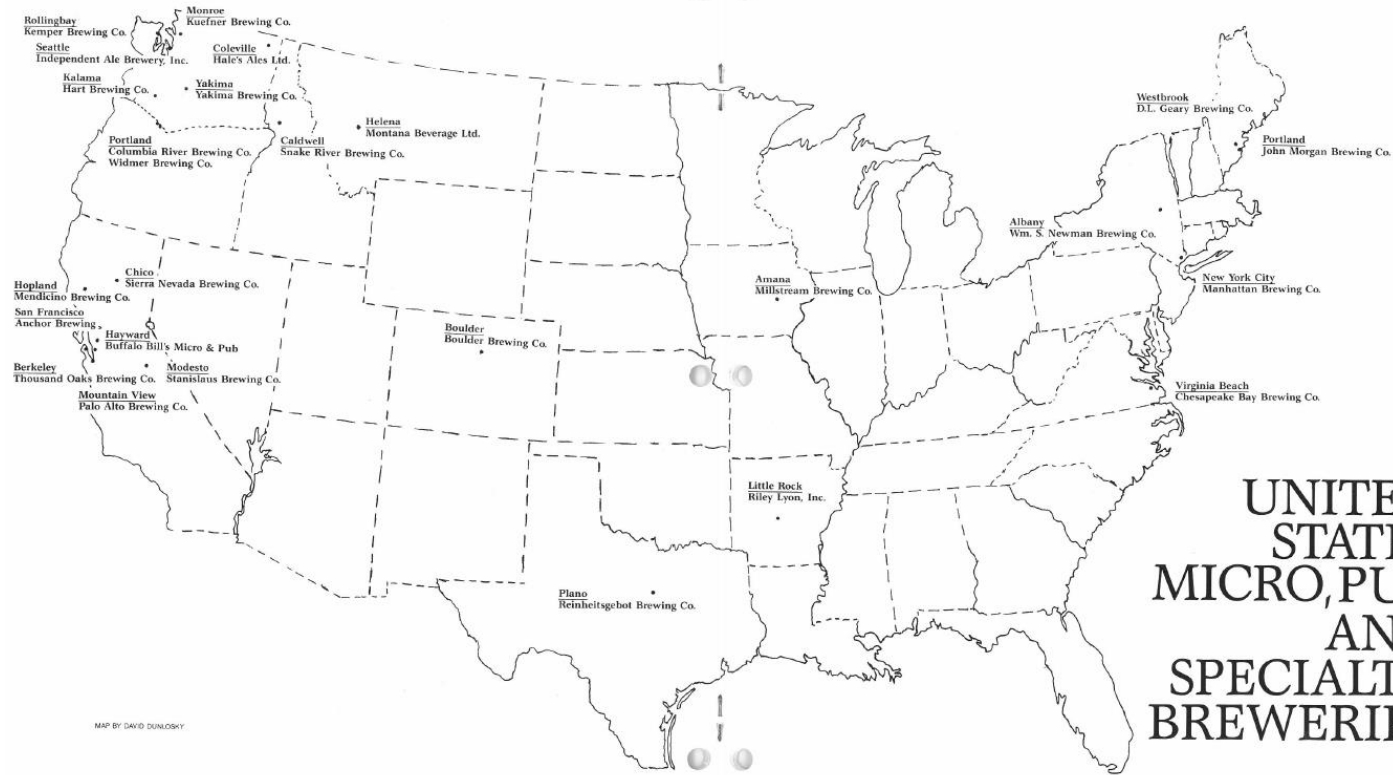 Rollingbay
Kemper Brewing Co.
Monroe
Kuefner Brewing Co.
Seattle
Independent Ale Brewery, Inc.
Coleville
Hale's Ales Ltd.
Kalama
Hart Brewing Co.
Yakima
Yakima Brewing Co.
Helena
Montana Beverage Ltd.
Portland
Columbia River Brewing Co.
Widmer Brewing Co.
Caldwell
Snake River Brewing Co.
Westbrook
D.L. Geary Brewing Co.
Portland
John Morgan Brewing Co.
Albany
Wm. S. Newman Brewing Co.
New York City
Manhattan Brewing Co.
Chico
Sierra Nevada Brewing Co.
Hopland
Mendicino Brewing Co.
San Francisco
Anchor Brewing
Hayward
Buffalo Bill's Micro & Pub
Berkeley
Thousand Oaks Brewing Co.
Modesto
Stanislaus Brewing Co.
Mountain View
Palo Alto Brewing Co.
Boulder
Boulder Brewing Co.
Amana
Millstream Brewing Co.
Virginia Beach
Chesapeake Bay Brewing Co.
Little Rock
Riley Lyon, Inc.
Plano
Reinheitsgebot Brewing Co.
UNITE
STAT
MICRO, PU
AN
SPECIALT
BREWERI
MAP BY DAVID DUNLOSKY